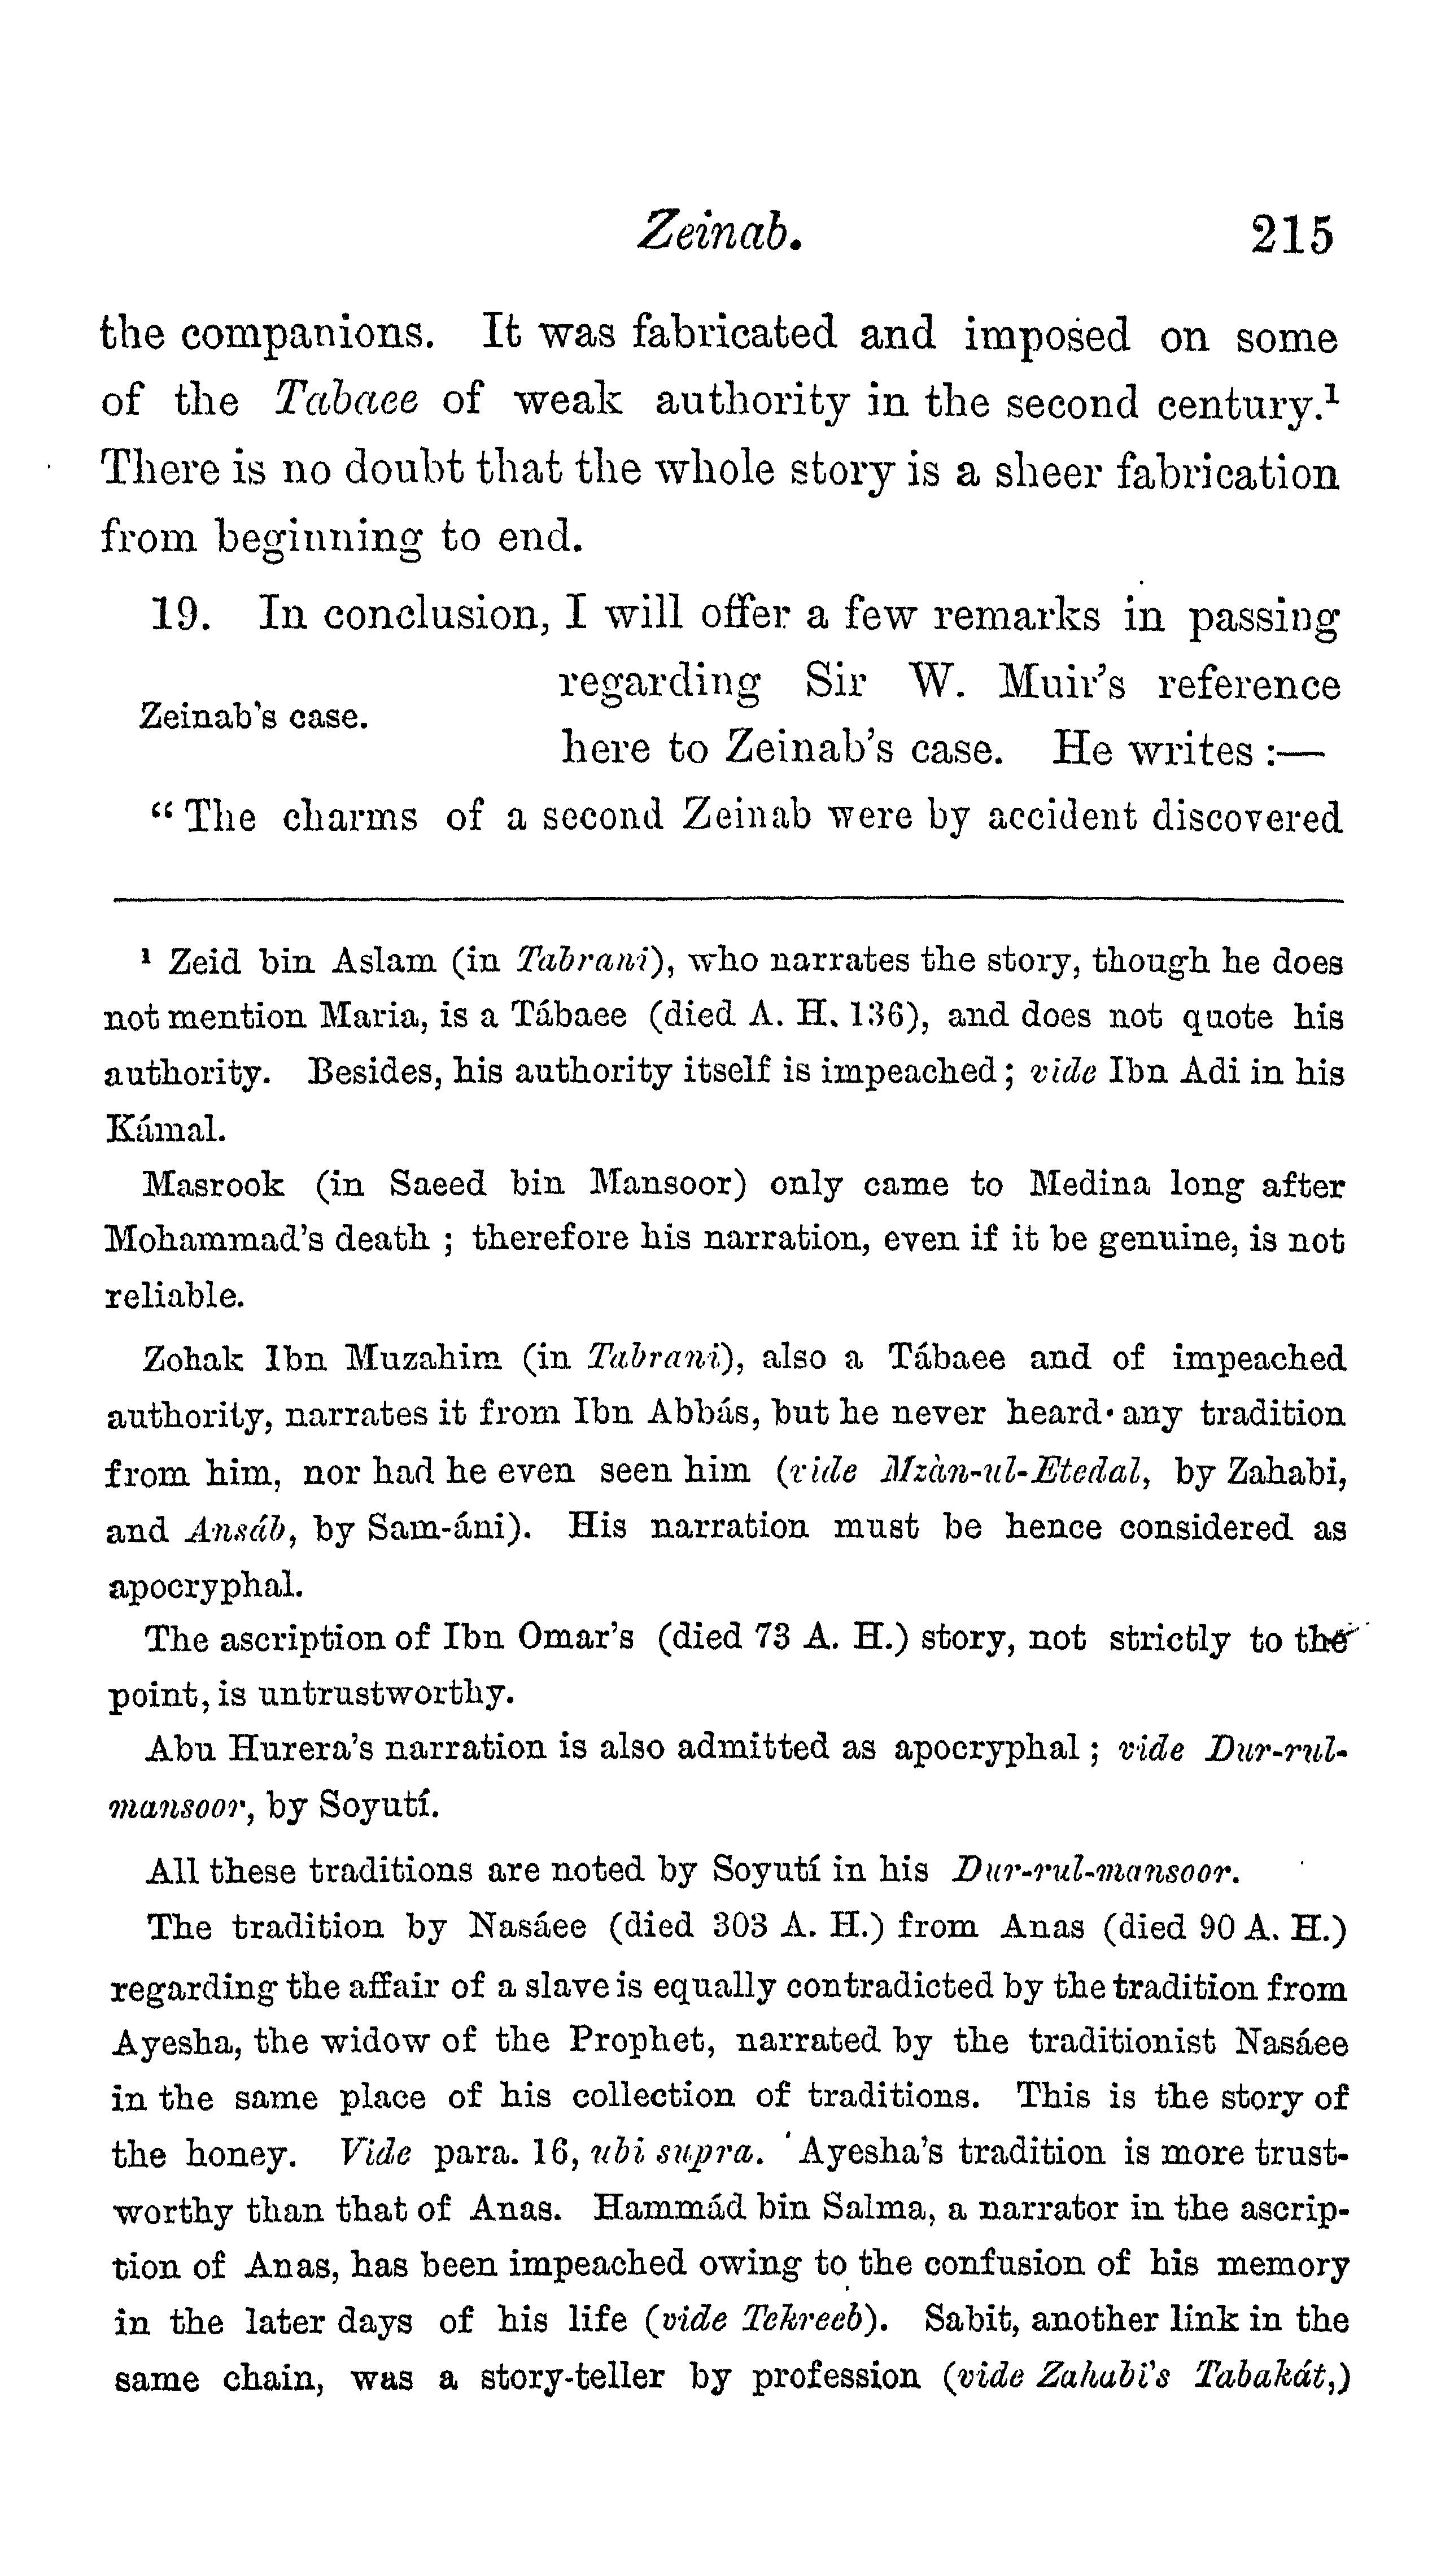 Zeinab. 215
the companions. It was fabricated and imposed on some
of the Tabaee of weak authority in the second century.¹
There is no doubt that the whole story is a sheer fabrication
from beginning to end.
19. In conclusion, I will offer a few remarks in passing
regarding Sir W. Muir's reference
Zeinab's case.
here to Zeinab's case. He writes :—
"The charms of a second Zeinab were by accident discovered
¹ Zeid bin Aslam (in Tabrani), who narrates the story, though he does
not mention Maria, is a Tábaee (died A. H. 136), and does not quote his
authority. Besides, his authority itself is impeached ; vide Ibn Adi in his
Kámal.
Masrook (in Saeed bin Mansoor) only came to Medina long after
Mohammad's death ; therefore his narration, even if it be genuine, is not
reliable.
Zohak Ibn Muzahim (in Tabrani), also a Tábaee and of impeached
authority, narrates it from Ibn Abbás, but he never heard any tradition
from him, nor had he even seen him (vide Mzàn-ul-Etedal, by Zahabi,
and Ansáb, by Sam-áni). His narration must be hence considered as
apocryphal.
The ascription of Ibn Omar's (died 73 A. H.) story, not strictly to the
point, is untrustworthy.
Abu Hurera's narration is also admitted as apocryphal ; vide Dur-rul-
mansoor, by Soyutí.
All these traditions are noted by Soyutí in his Dur-rul-mansoor.
The tradition by Nasáee (died 303 A. H.) from Anas (died 90 A. H.)
regarding the affair of a slave is equally contradicted by the tradition from
Ayesha, the widow of the Prophet, narrated by the traditionist Nasáee
in the same place of his collection of traditions. This is the story of
the honey. Vide para. 16, ubi supra. Ayesha's tradition is more trust-
worthy than that of Anas. Hammád bin Salma, a narrator in the ascrip-
tion of Anas, has been impeached owing to the confusion of his memory
in the later days of his life (vide Tekreeb). Sabit, another link in the
same chain, was a story-teller by profession (vide Zahabi's Tabakát,)